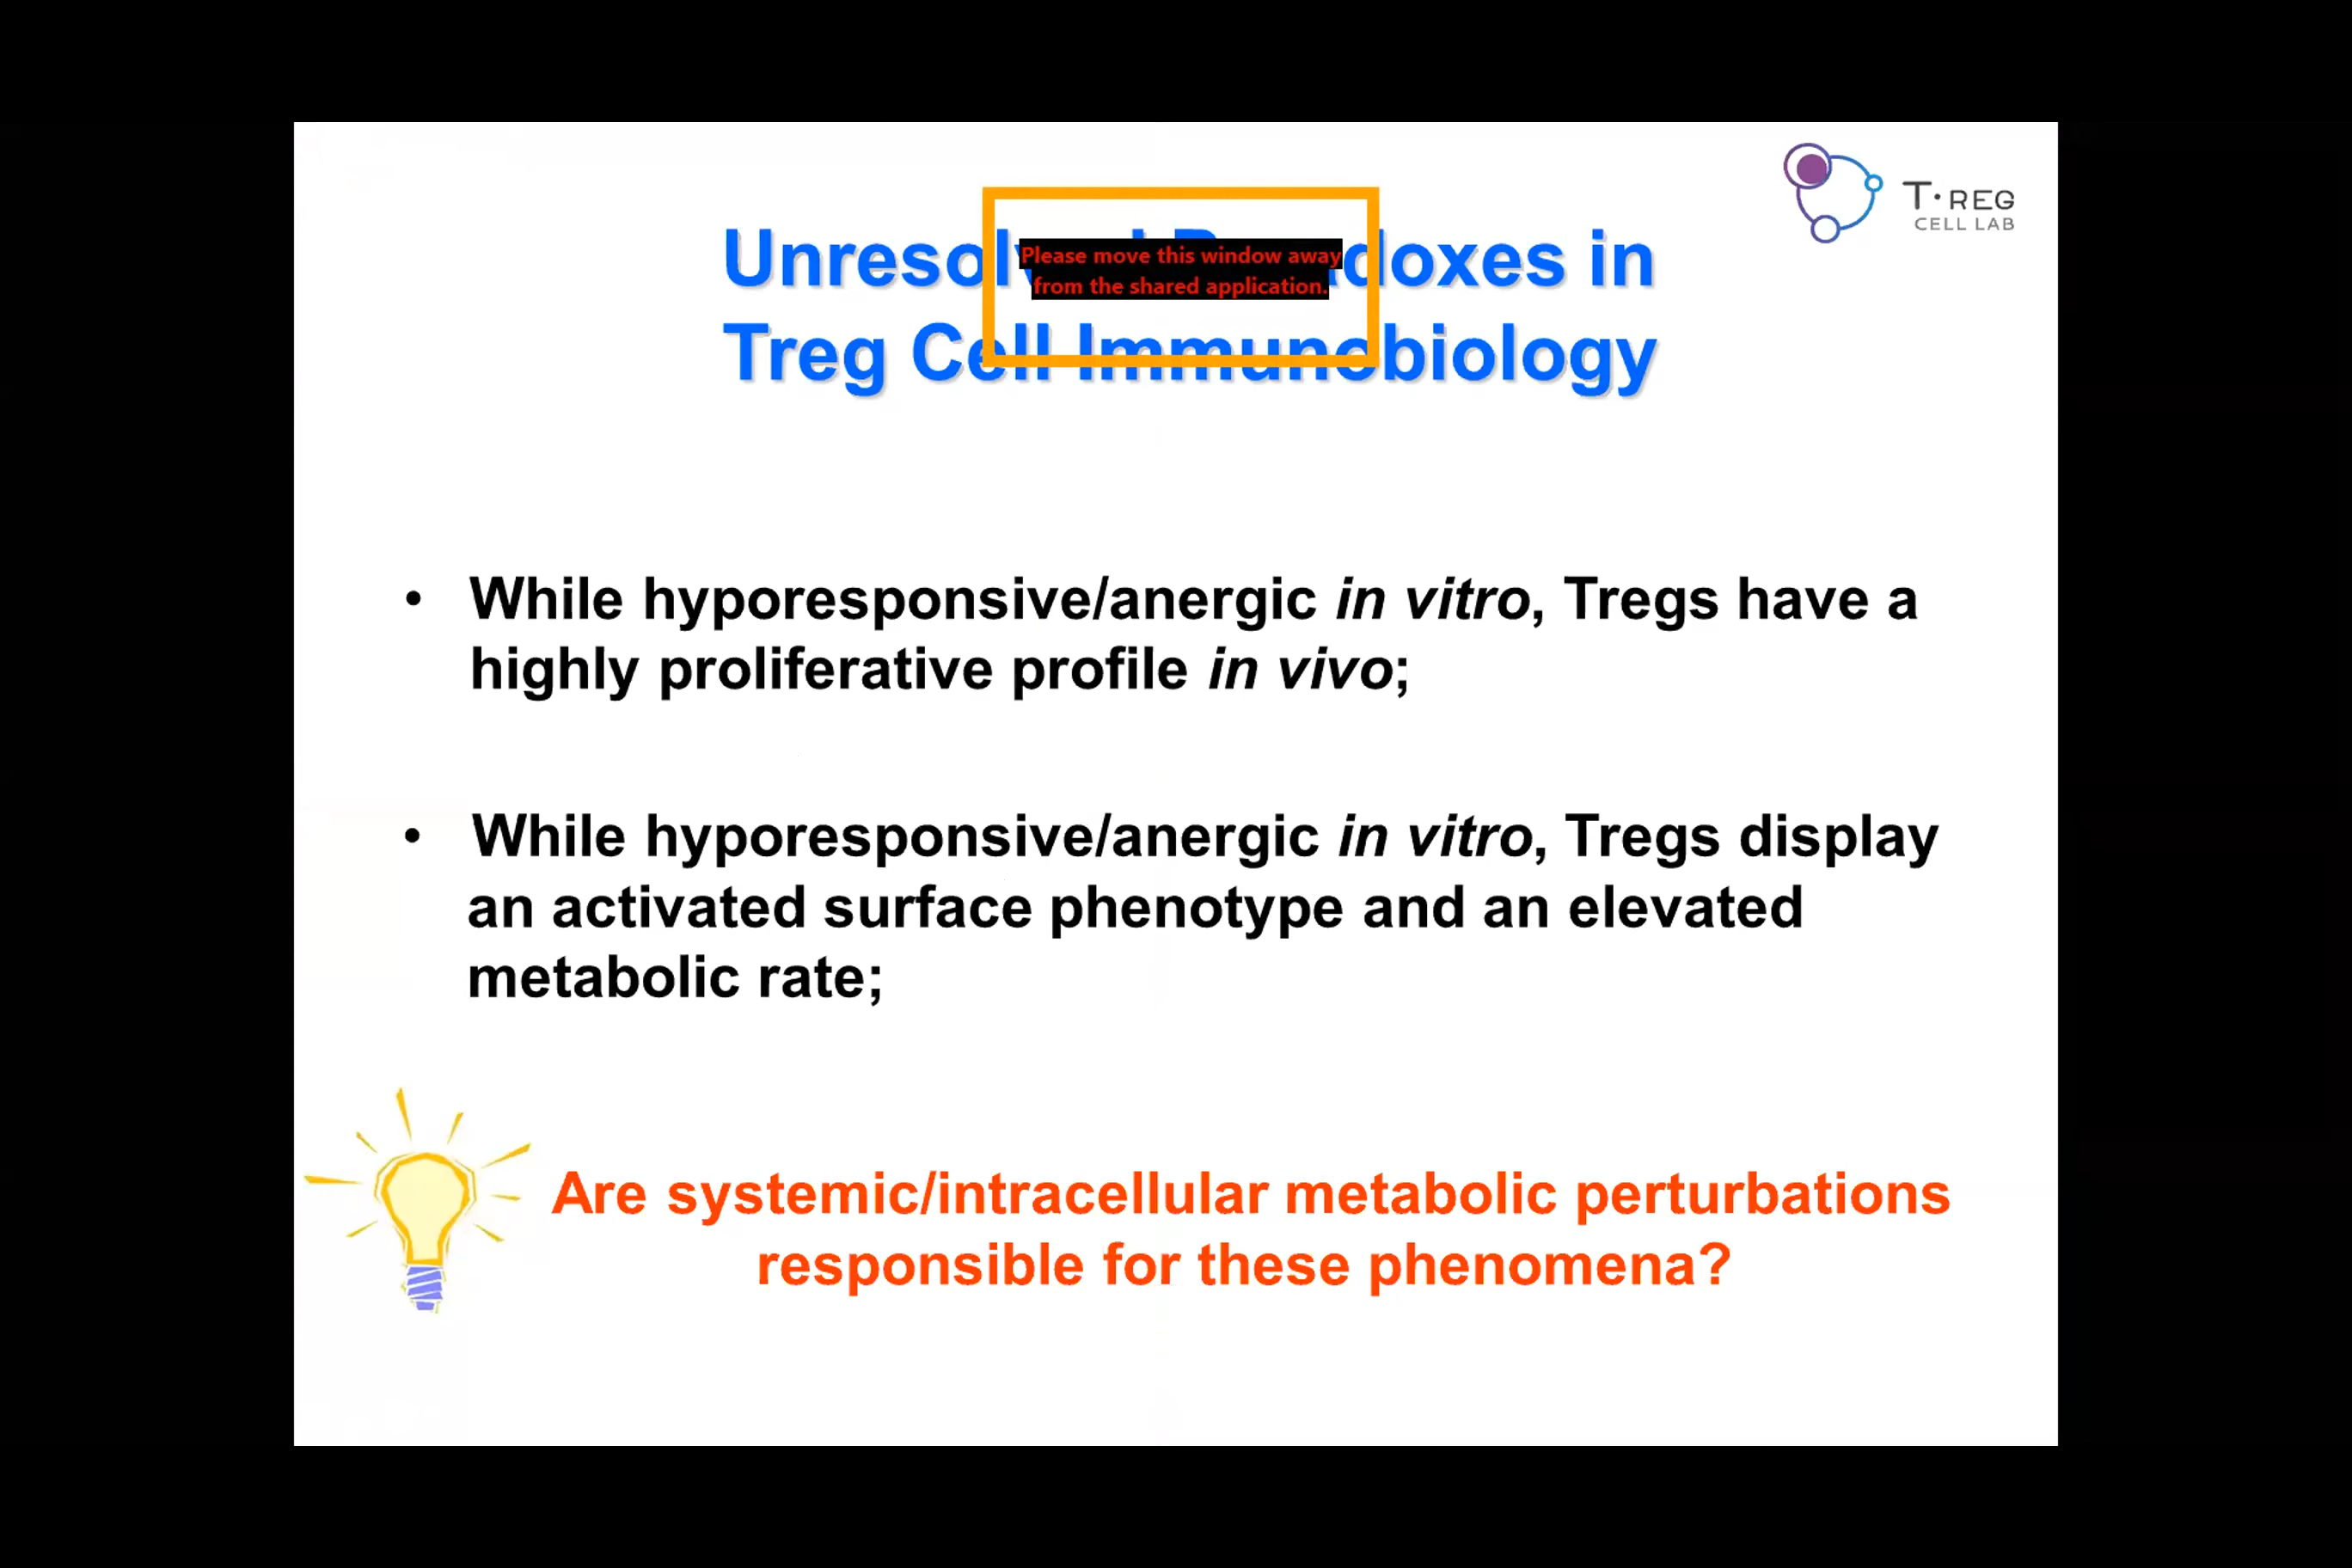 T·REG
CELL LAB
Please move this window away
from the shared application.
doxes in
Treg Cell Immunobiology
• While hyporesponsive/anergic in vitro, Tregs have a
highly proliferative profile in vivo;
• While hyporesponsive/anergic in vitro, Tregs display
an activated surface phenotype and an elevated
metabolic rate;
Are systemic/intracellular metabolic perturbations
responsible for these phenomena?